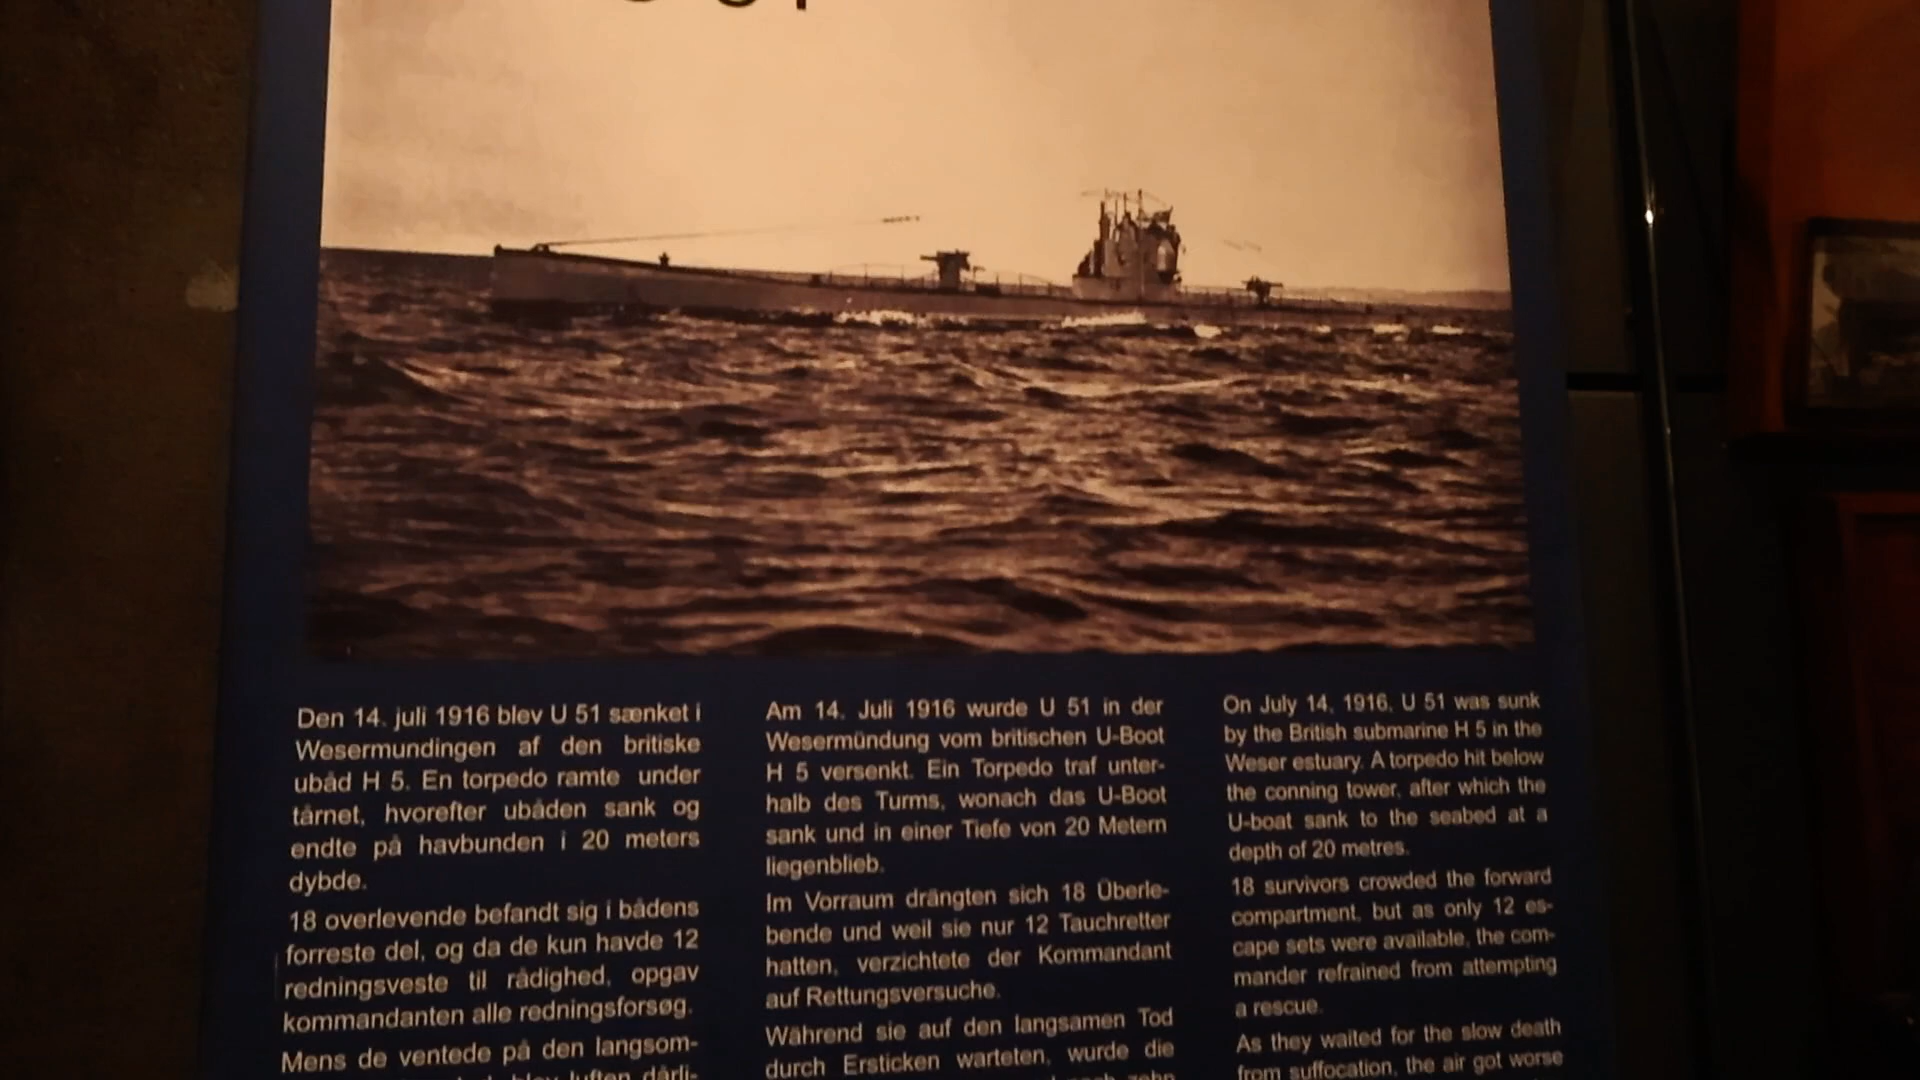 Den 14. juli 1916 blev U 51 sænket i
Wesermundingen af den britiske
ubåd H 5. En torpedo ramte under
tårnet, hvorefter ubåden sank og
endte på havbunden i 20 meters
dybde.
18 overlevende befandt sig i bådens
forreste del, og da de kun havde 12
redningsveste til rådighed, opgav
kommandanten alle redningsforsøg.
Mens de ventede på den langsom-
blev luften dårli-
Am 14. Juli 1916 wurde U 51 in der
Wesermündung vom britischen U-Boot
H 5 versenkt. Ein Torpedo traf unter-
halb des Turms, wonach das U-Boot
sank und in einer Tiefe von 20 Metern
liegenblieb.
Im Vorraum drängten sich 18 Überle-
bende und weil sie nur 12 Tauchretter
hatten, verzichtete der Kommandant
auf Rettungsversuche.
Während sie auf den langsamen Tod
durch Ersticken warteten, wurde die
noch zehn
On July 14, 1916, U 51 was sunk
by the British submarine H 5 in the
Weser estuary. A torpedo hit below
the conning tower, after which the
U-boat sank to the seabed at a
depth of 20 metres.
18 survivors crowded the forward
compartment, but as only 12 es-
cape sets were available, the com-
mander refrained from attempting
a rescue.
As they waited for the slow death
from suffocation, the air got worse